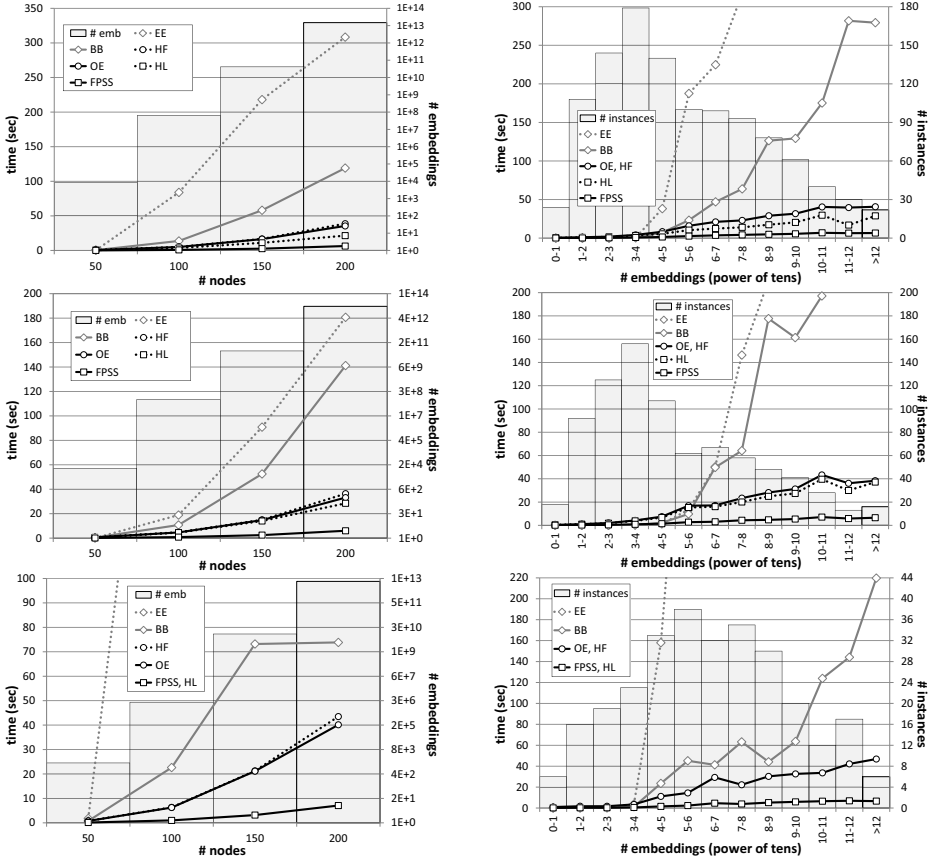 350
300
250
200
150
100
50
0
time (sec)
# emb
EE
BB
HF
OE
HL
FPSS
1E+14
1E+13
1E+12
1E+11
1E+10
1E+9
1E+8
1E+7
1E+6
1E+5
1E+4
1E+3
1E+2
1E+1
1E+0
# embeddings
50 100 150 200
# nodes
300
250
200
150
100
50
0
time (sec)
# instances
EE
BB
OE, HF
HL
FPSS
180
150
120
90
60
30
0
# instances
0-1 1-2 2-3 3-4 4-5 5-6 6-7 7-8 8-9 9-10 10-11 11-12 >12
# embeddings (power of tens)
200
180
160
140
120
100
80
60
40
20
0
time (sec)
# emb
EE
BB
HF
OE
HL
FPSS
1E+14
4E+12
2E+11
6E+9
3E+8
1E+7
4E+5
2E+4
6E+2
3E+1
1E+0
# embeddings
50 100 150 200
# nodes
200
180
160
140
120
100
80
60
40
20
0
time (sec)
# instances
EE
BB
OE, HF
HL
FPSS
200
180
160
140
120
100
80
60
40
20
0
# instances
0-1 1-2 2-3 3-4 4-5 5-6 6-7 7-8 8-9 9-10 10-11 11-12 >12
# embeddings (power of tens)
100
90
80
70
60
50
40
30
20
10
0
time (sec)
# emb
EE
BB
HF
OE
FPSS, HL
1E+13
5E+11
3E+10
1E+9
6E+7
3E+6
2E+5
8E+3
4E+2
2E+1
1E+0
# embeddings
50 100 150 200
# nodes
220
200
180
160
140
120
100
80
60
40
20
0
time (sec)
# instances
EE
BB
OE, HF
FPSS, HL
44
40
36
32
28
24
20
16
12
8
4
0
# instances
0-1 1-2 2-3 3-4 4-5 5-6 6-7 7-8 8-9 9-10 10-11 11-12 >12
# embeddings (power of tens)